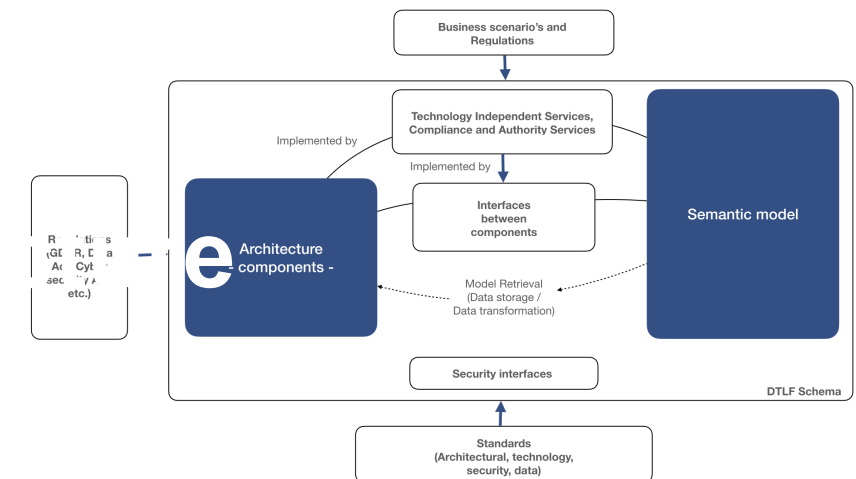 Business scenario's and
Regulations
Technology Independent Services,
Compliance and Authority Services
Implemented by
Implemented by
Interfaces
between
components
Semantic model
etc.)
e
Architecture
- components -
Model Retrieval
(Data storage /
Data transformation)
Security interfaces
DTLF Schema
Standards
(Architectural, technology,
security, data)